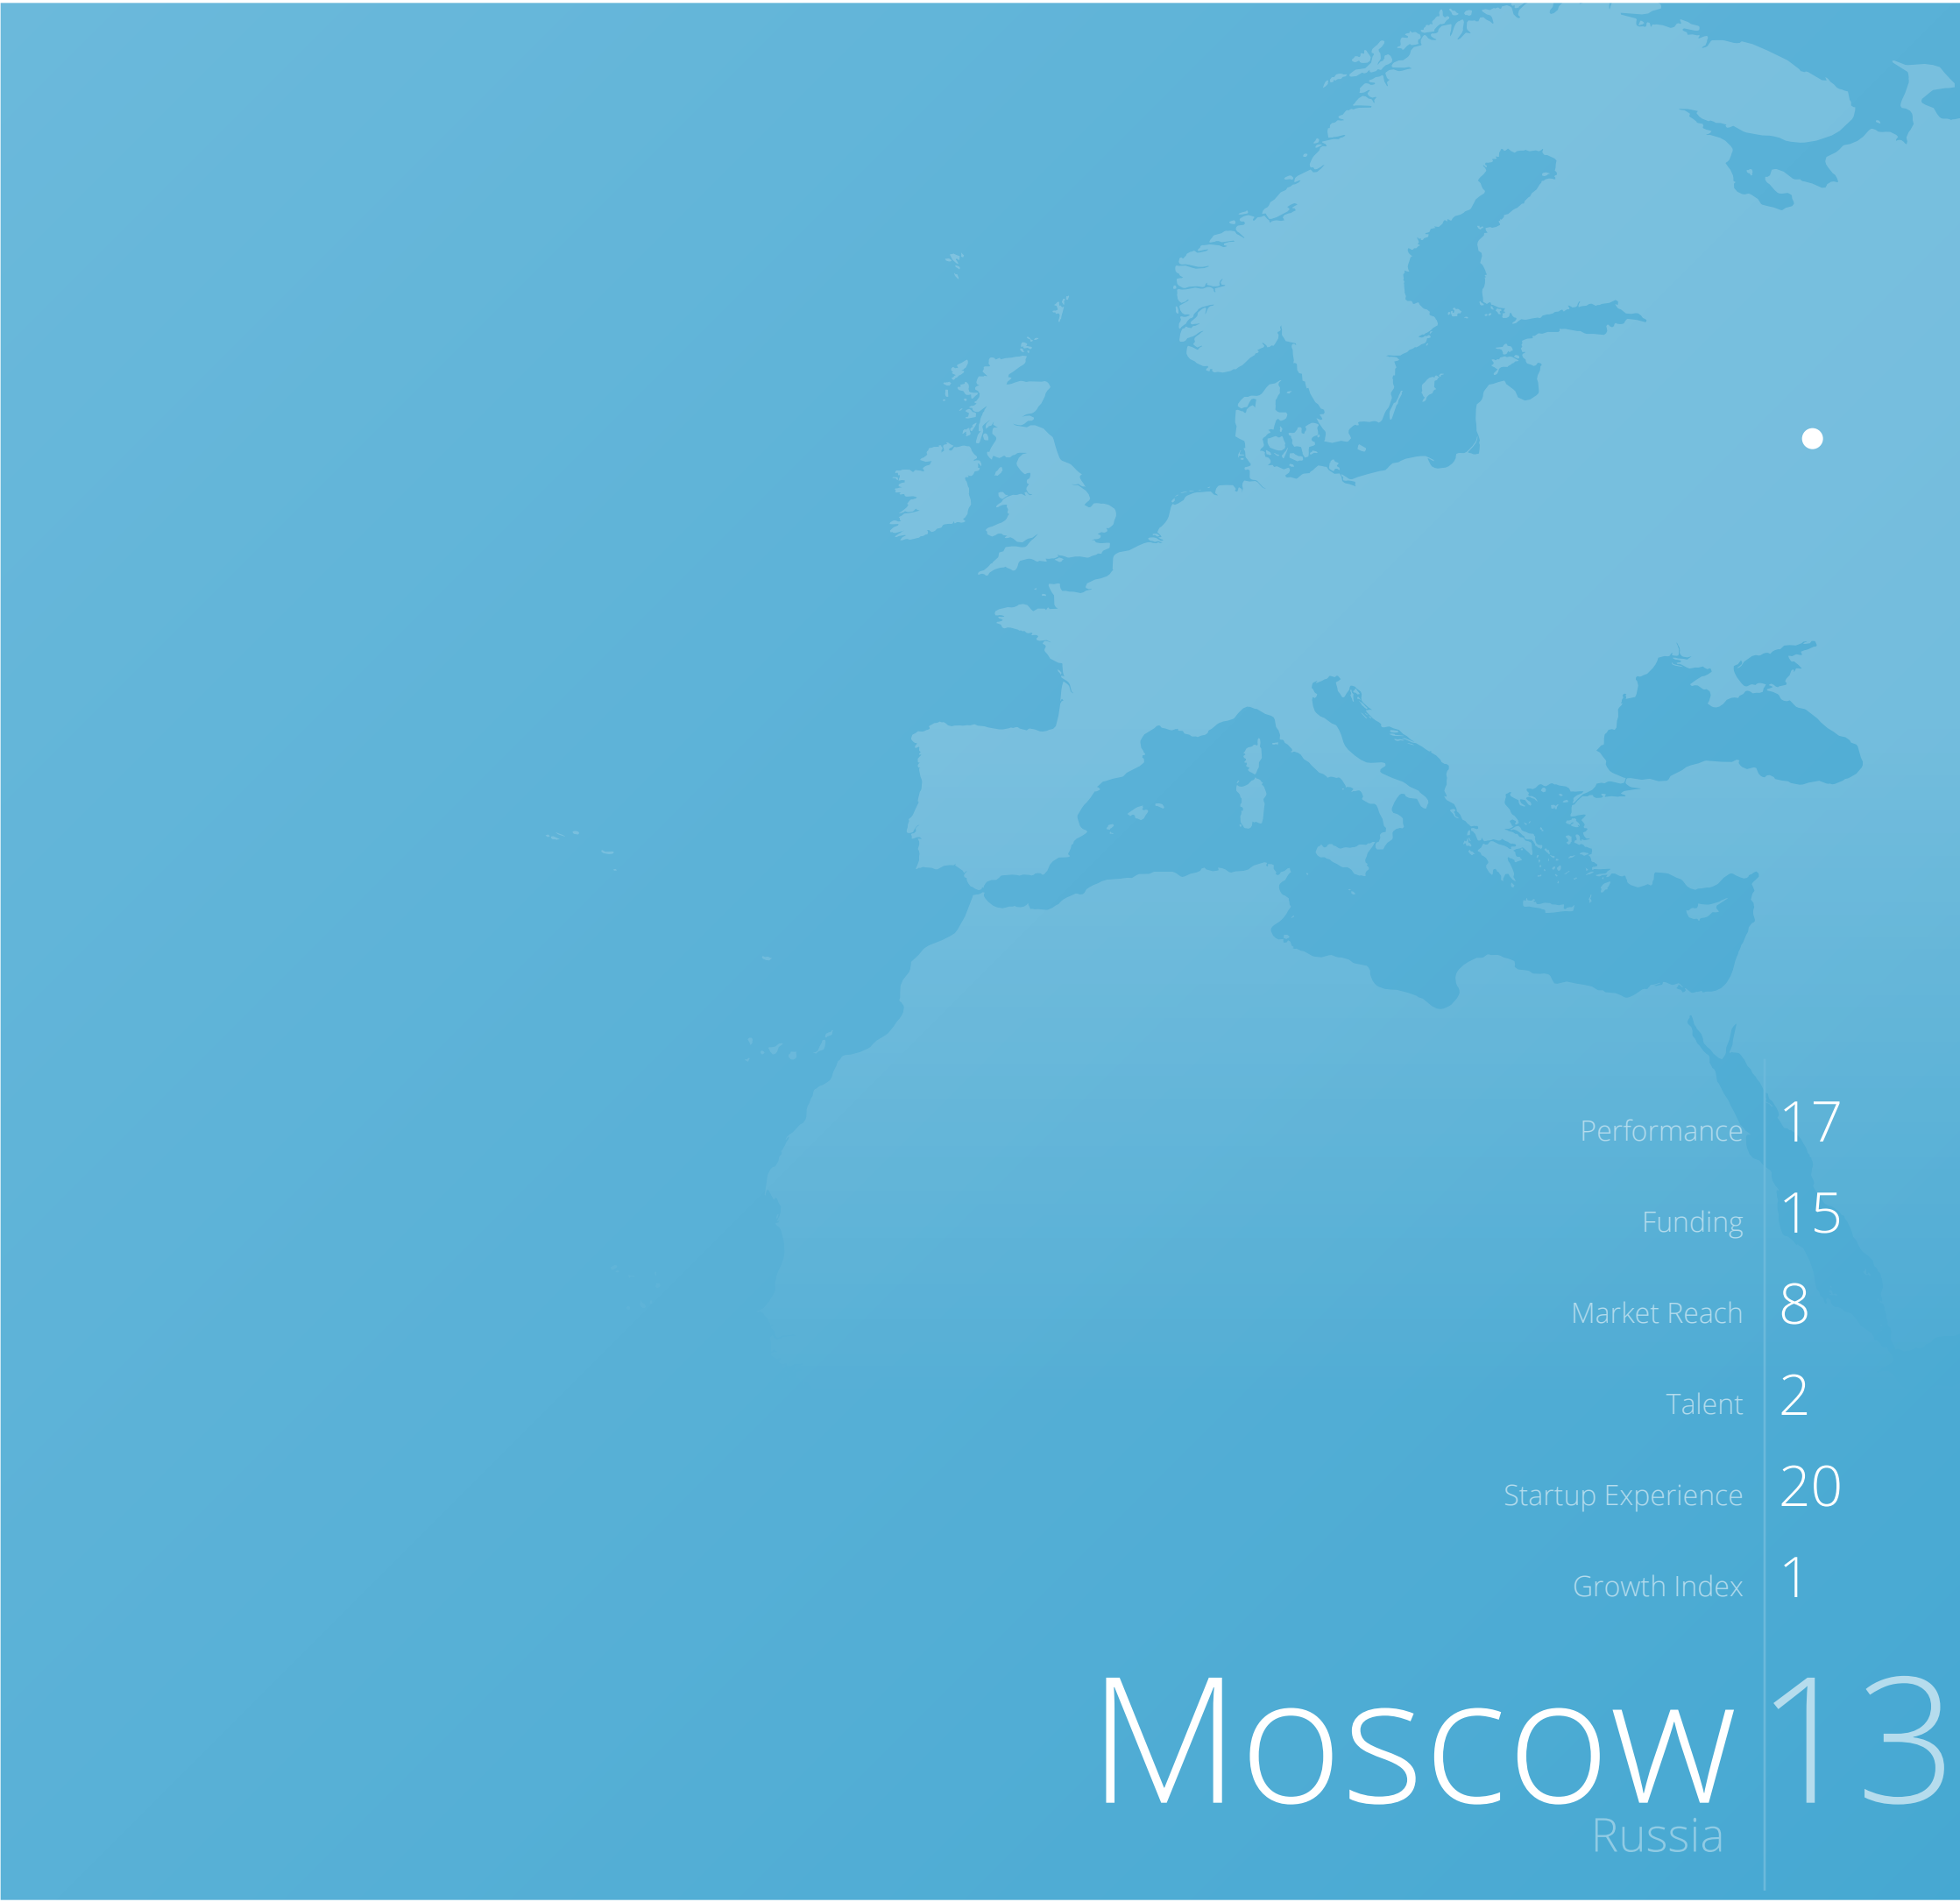 Performance 17
Funding 15
Market Reach 8
Talent 2
Startup Experience 20
Growth Index 1
Moscow 13
Russia